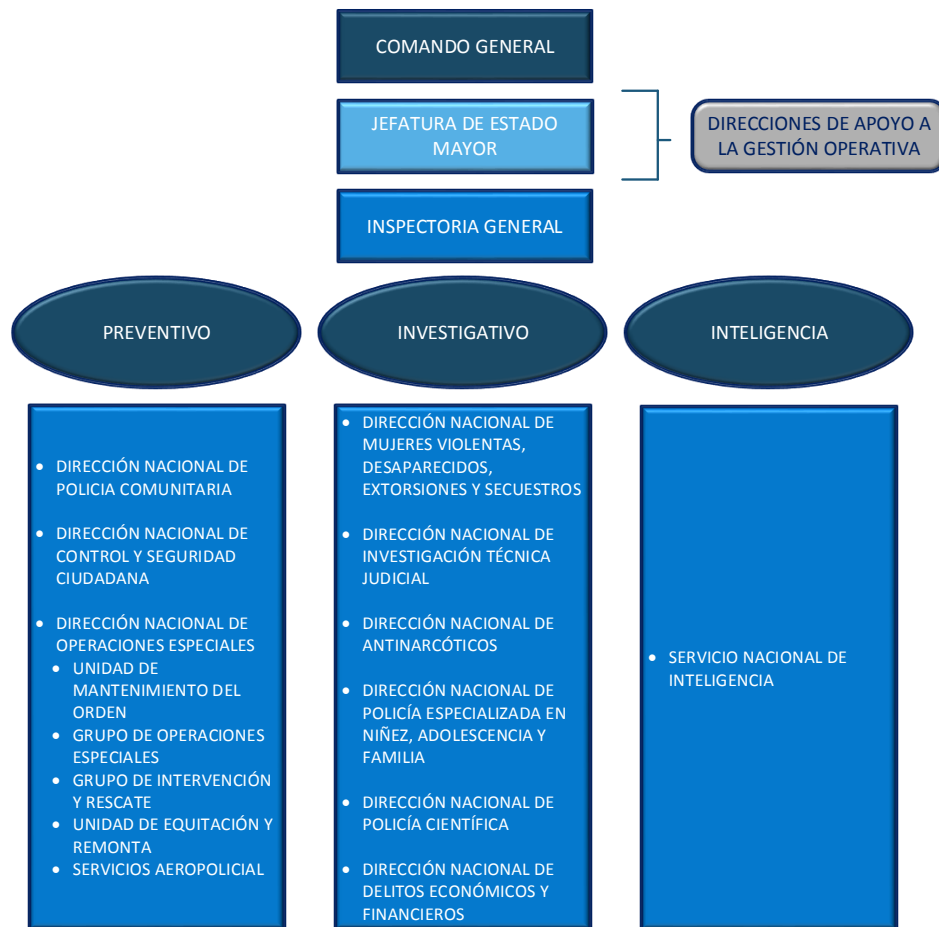 COMANDO GENERAL
JEFATURA DE ESTADO
MAYOR
DIRECCIONES DE APOYO A
LA GESTIÓN OPERATIVA
INSPECTORIA GENERAL
PREVENTIVO
INVESTIGATIVO
INTELIGENCIA
• DIRECCIÓN NACIONAL DE
POLICIA COMUNITARIA
• DIRECCIÓN NACIONAL DE
CONTROL Y SEGURIDAD
CIUDADANA
• DIRECCIÓN NACIONAL DE
OPERACIONES ESPECIALES
• UNIDAD DE
MANTENIMIENTO DEL
ORDEN
• GRUPO DE OPERACIONES
ESPECIALES
• GRUPO DE INTERVENCIÓN
Y RESCATE
• UNIDAD DE EQUITACIÓN Y
REMONTA
• SERVICIOS AEROPOLICIAL
• DIRECCIÓN NACIONAL DE
MUJERES VIOLENTAS,
DESAPARECIDOS,
EXTORSIONES Y SECUESTROS
• DIRECCIÓN NACIONAL DE
INVESTIGACIÓN TÉCNICA
JUDICIAL
• DIRECCIÓN NACIONAL DE
ANTINARCÓTICOS
• DIRECCIÓN NACIONAL DE
POLICÍA ESPECIALIZADA EN
NIÑEZ, ADOLESCENCIA Y
FAMILIA
• DIRECCIÓN NACIONAL DE
POLICÍA CIENTÍFICA
• DIRECCIÓN NACIONAL DE
DELITOS ECONÓMICOS Y
FINANCIEROS
• SERVICIO NACIONAL DE
INTELIGENCIA